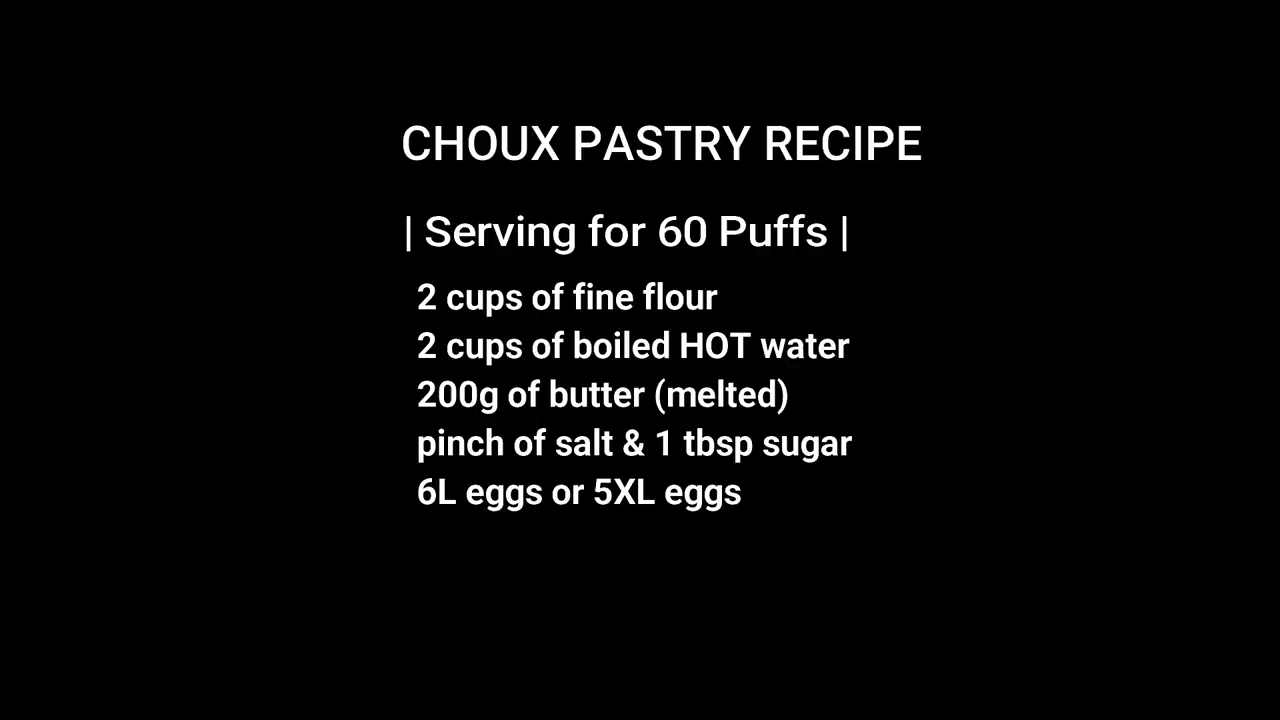 CHOUX PASTRY RECIPE
| Serving for 60 Puffs |
2 cups of fine flour
2 cups of boiled HOT water
200g of butter (melted)
pinch of salt & 1 tbsp sugar
6L eggs or 5XL eggs